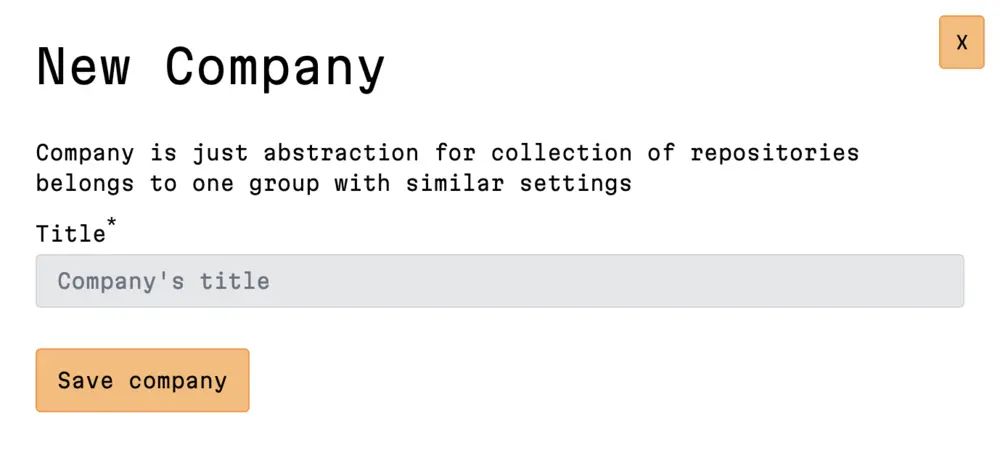 New Company
X
Company is just abstraction for collection of repositories
belongs to one group with similar settings
Title*
Company's title
Save company